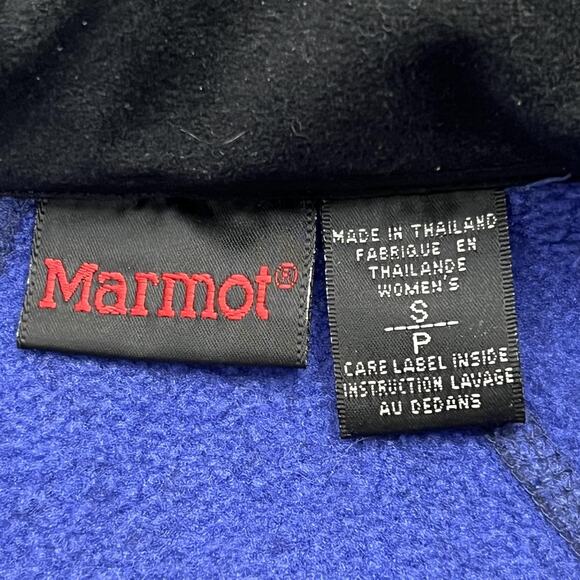 Marmot®
MADE IN THAILAND
FABRIQUE EN
THAILANDE
WOMEN'S
S
P
CARE LABEL INSIDE
INSTRUCTION LAVAGE
AU DEDANS